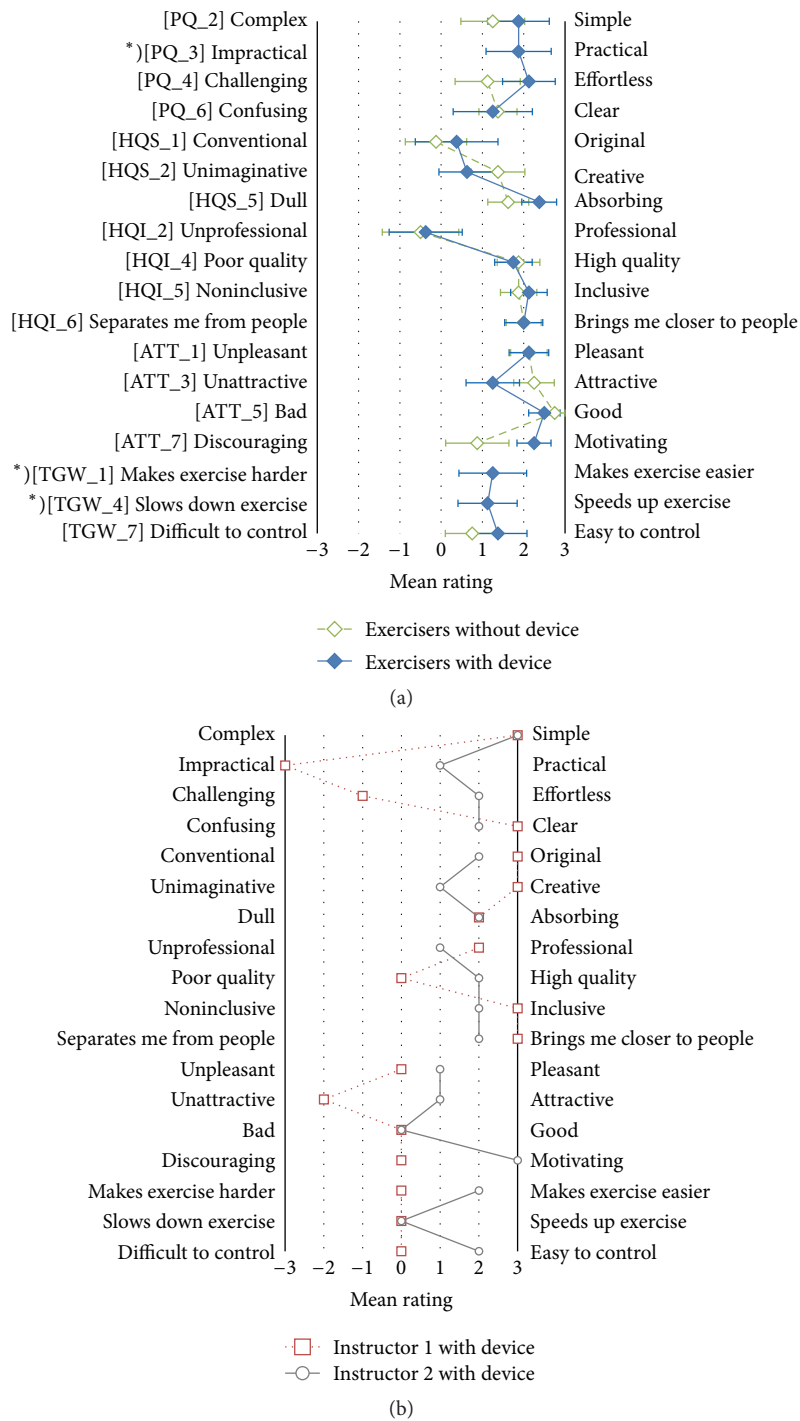 [PQ_2] Complex Simple
*)[PQ_3] Impractical Practical
[PQ_4] Challenging Effortless
[PQ_6] Confusing Clear
[HQS_1] Conventional Original
[HQS_2] Unimaginative Creative
[HQS_5] Dull Absorbing
[HQI_2] Unprofessional Professional
[HQI_4] Poor quality High quality
[HQI_5] Noninclusive Inclusive
[HQI_6] Separates me from people Brings me closer to people
[ATT_1] Unpleasant Pleasant
[ATT_3] Unattractive Attractive
[ATT_5] Bad Good
[ATT_7] Discouraging Motivating
*)[TGW_1] Makes exercise harder Makes exercise easier
*)[TGW_4] Slows down exercise Speeds up exercise
[TGW_7] Difficult to control Easy to control
−3 −2 −1 0 1 2 3
Mean rating
Exercisers without device
Exercisers with device
(a)
Complex Simple
Impractical Practical
Challenging Effortless
Confusing Clear
Conventional Original
Unimaginative Creative
Dull Absorbing
Unprofessional Professional
Poor quality High quality
Noninclusive Inclusive
Separates me from people Brings me closer to people
Unpleasant Pleasant
Unattractive Attractive
Bad Good
Discouraging Motivating
Makes exercise harder Makes exercise easier
Slows down exercise Speeds up exercise
Difficult to control Easy to control
−3 −2 −1 0 1 2 3
Mean rating
Instructor 1 with device
Instructor 2 with device
(b)